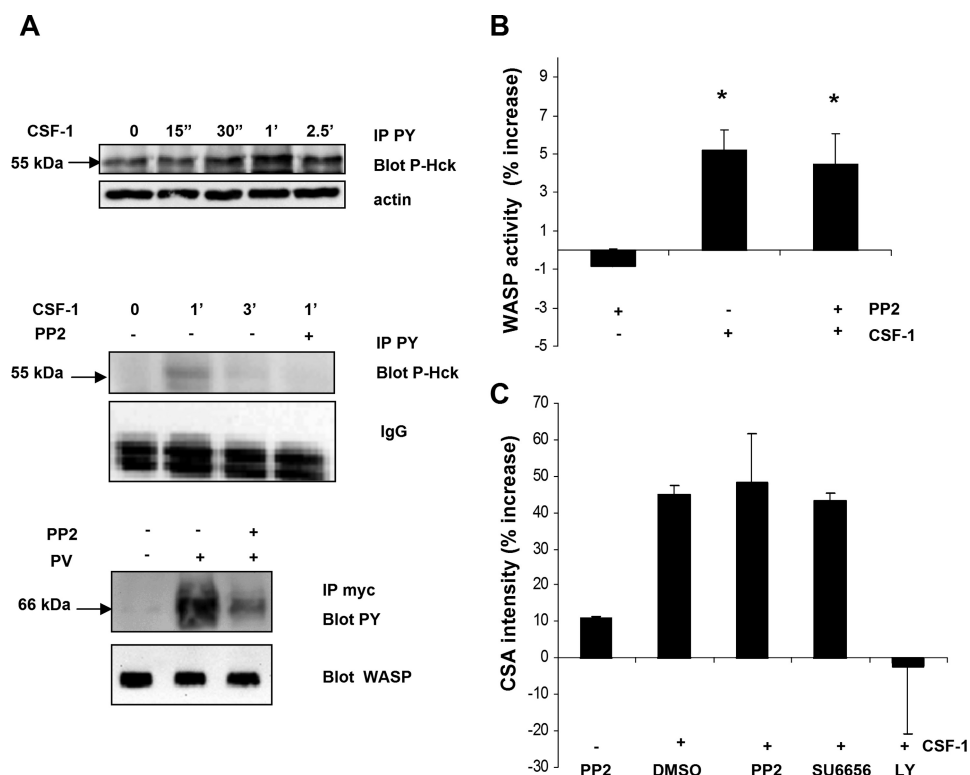 A
CSF-1 0 15” 30” 1’ 2.5’ IP PY
55 kDa Blot P-Hck
actin
CSF-1 0 1’ 3’ 1’
PP2 - - - + IP PY
55 kDa Blot P-Hck
IgG
PP2 - - +
PV - + +
66 kDa IP myc
Blot PY
Blot WASP
B
WASP activity (% increase)
9
7
5
3
1
-1
-3
-5
* *
+ - + PP2
- + + CSF-1
C
CSA intensity (% increase)
70
60
50
40
30
20
10
0
-10
-20
-30
- + + + + CSF-1
PP2 DMSO PP2 SU6656 LY